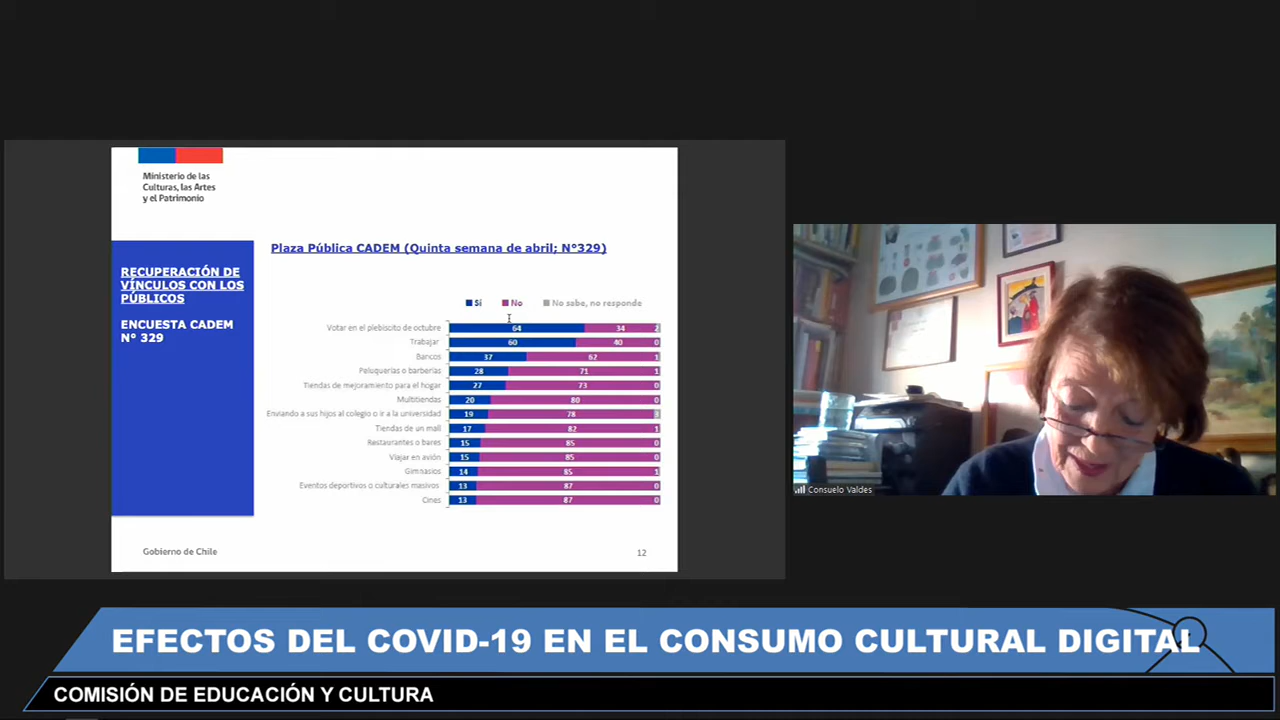 Ministerio de las
Culturas, las Artes
y el Patrimonio
RECUPERACIÓN DE
VÍNCULOS CON LOS
PÚBLICOS
ENCUESTA CADEM
N° 329
Plaza Pública CADEM (Quinta semana de abril; N°329)
Sí No No sabe, no responde
Votar en el plebiscito de octubre 64 34 2
Trabajar 60 40 0
Bancos 37 62 1
Peluquerías o barberías 28 71 1
Tiendas de mejoramiento para el hogar 27 73 0
Multitiendas 20 80 0
Enviando a sus hijos al colegio o ir a la universidad 19 78 3
Tiendas de un mall 17 82 1
Restaurantes o bares 15 85 0
Viajar en avión 15 85 0
Gimnasios 14 85 1
Eventos deportivos o culturales masivos 13 87 0
Cines 13 87 0
Gobierno de Chile
12
Consuelo Valdes
EFECTOS DEL COVID-19 EN EL CONSUMO CULTURAL DIGITAL
COMISIÓN DE EDUCACIÓN Y CULTURA